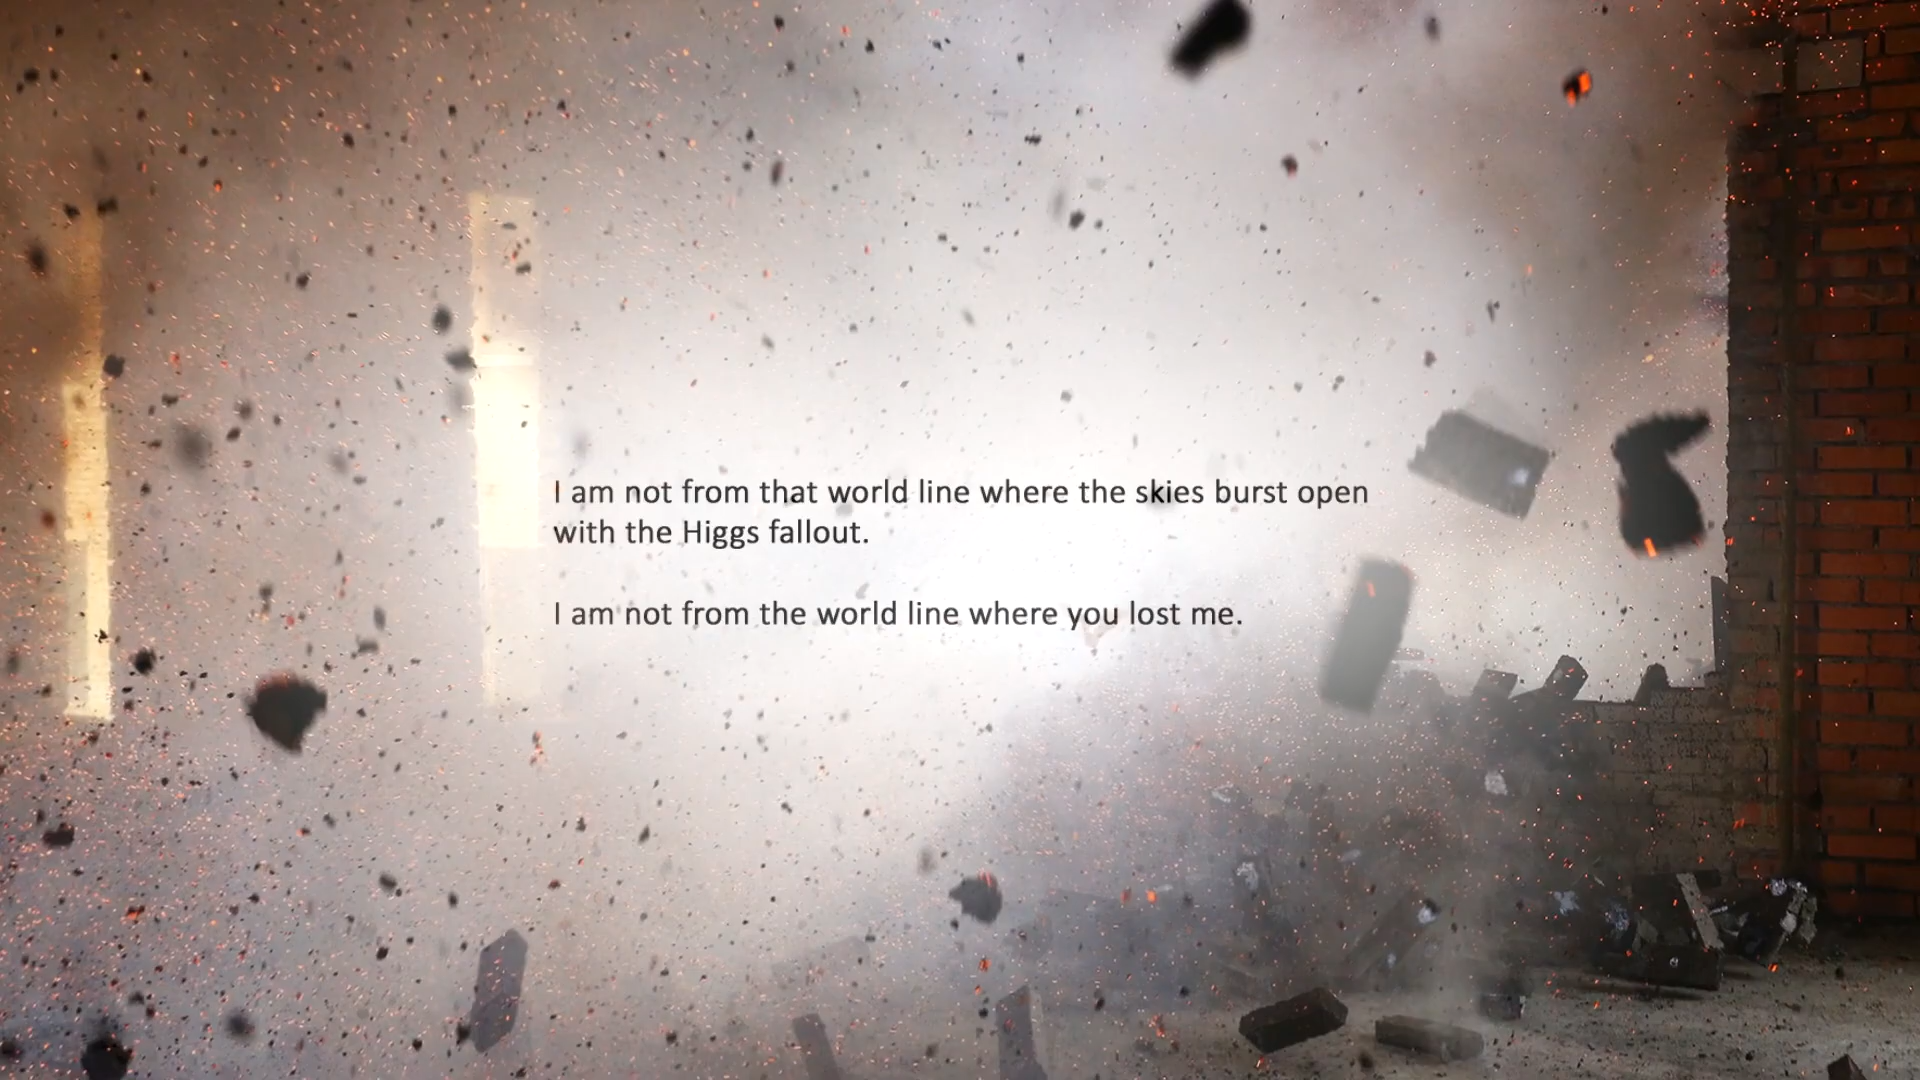 I am not from that world line where the skies burst open
with the Higgs fallout.
I am not from the world line where you lost me.